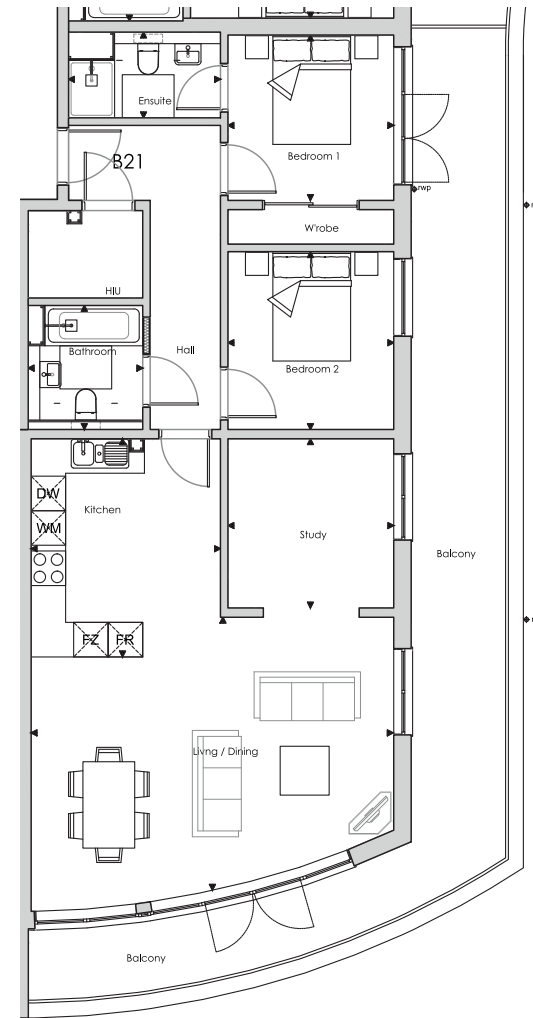 Ensuite
B21
Bedroom 1
rwp
W'robe
HIU
Bathroom
Hall
Bedroom 2
DW
Kitchen
WM
Study
Balcony
FZ
FR
Livng / Dining
Balcony